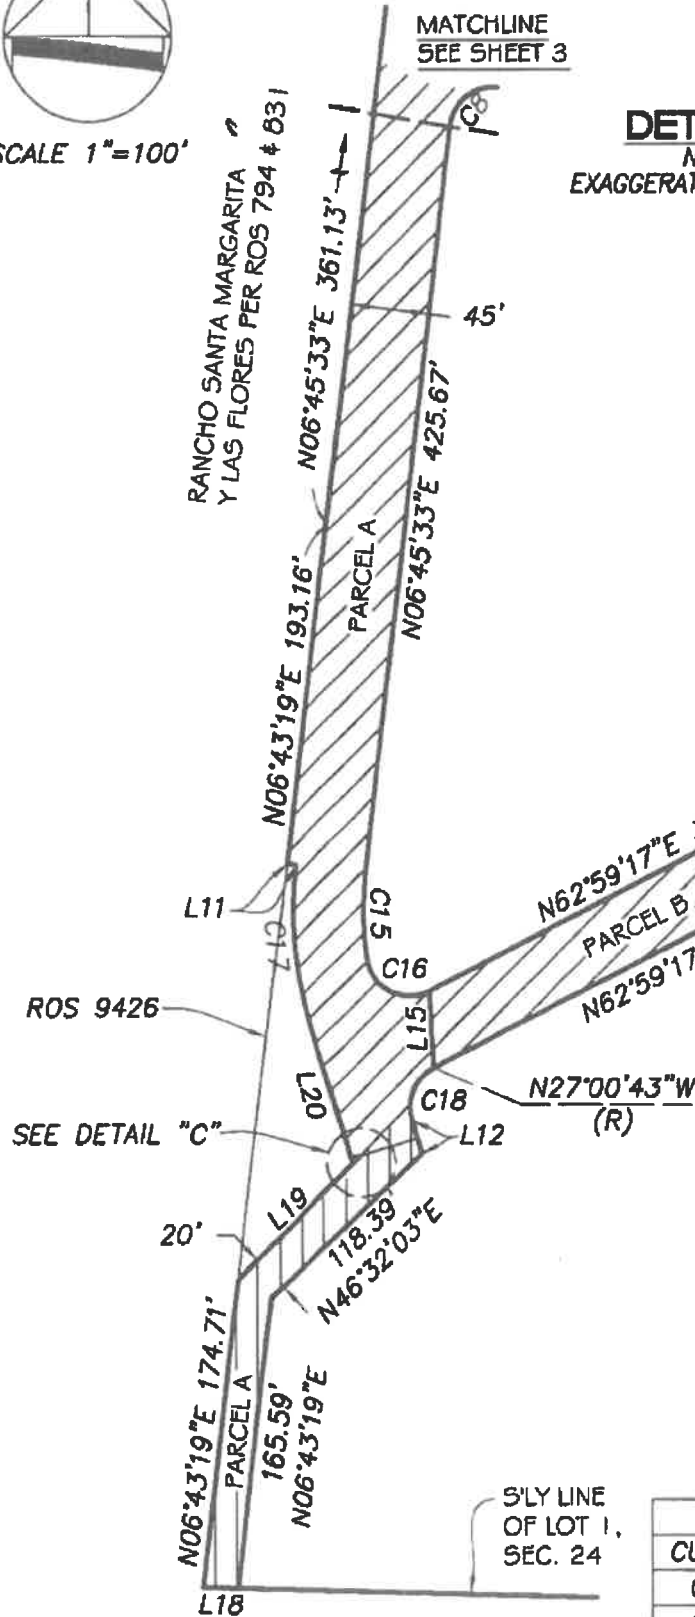 MATCHLINE
SEE SHEET 3
C8
SCALE 1"=100'
DET
N
EXAGGERAT
RANCHO SANTA MARGARITA
Y LAS FLORES PER ROS 794 & 831
N06°45'33"E 361.13'
45'
N06°45'33"E 425.67'
PARCEL A
N06°43'19"E 193.16'
L11
C17
C15
C16
N62°59'17"E
PARCEL B
N62°59'17
L15
ROS 9426
N27°00'43"W
(R)
L20
C18
SEE DETAIL "C"
L12
L19
20'
118.39
N46°32'03"E
N06°43'19"E 174.71'
PARCEL A
165.59'
N06°43'19"E
S'LY LINE
OF LOT 1,
SEC. 24
L18
CU